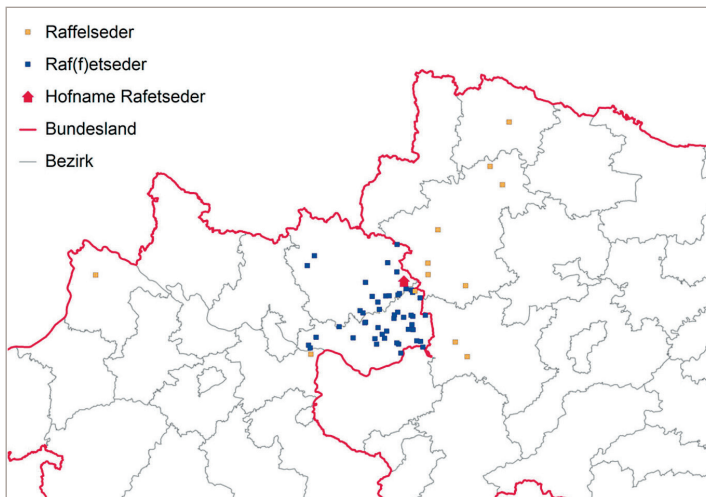 Raffelseder
Raf(f)etseder
Hofname Rafetseder
Bundesland
Bezirk